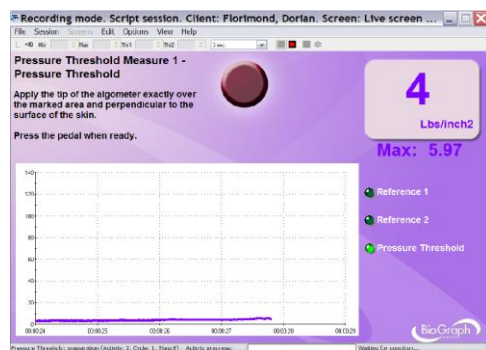 Recording mode. Script session. Client: Florimond, Dorian. Screen: Live screen ...
File Session Screens Edit Options View Help
Pressure Threshold Measure 1 -
Pressure Threshold
Apply the tip of the algometer exactly over
the marked area and perpendicular to the
surface of the skin.
Press the pedal when ready.
4
Lbs/inch2
Max: 5.97
Reference 1
Reference 2
Pressure Threshold
140
120
100
80
60
40
20
0
00:00:24 00:00:25 00:00:26 00:00:27 00:00:28 00:00:29
BioGraph